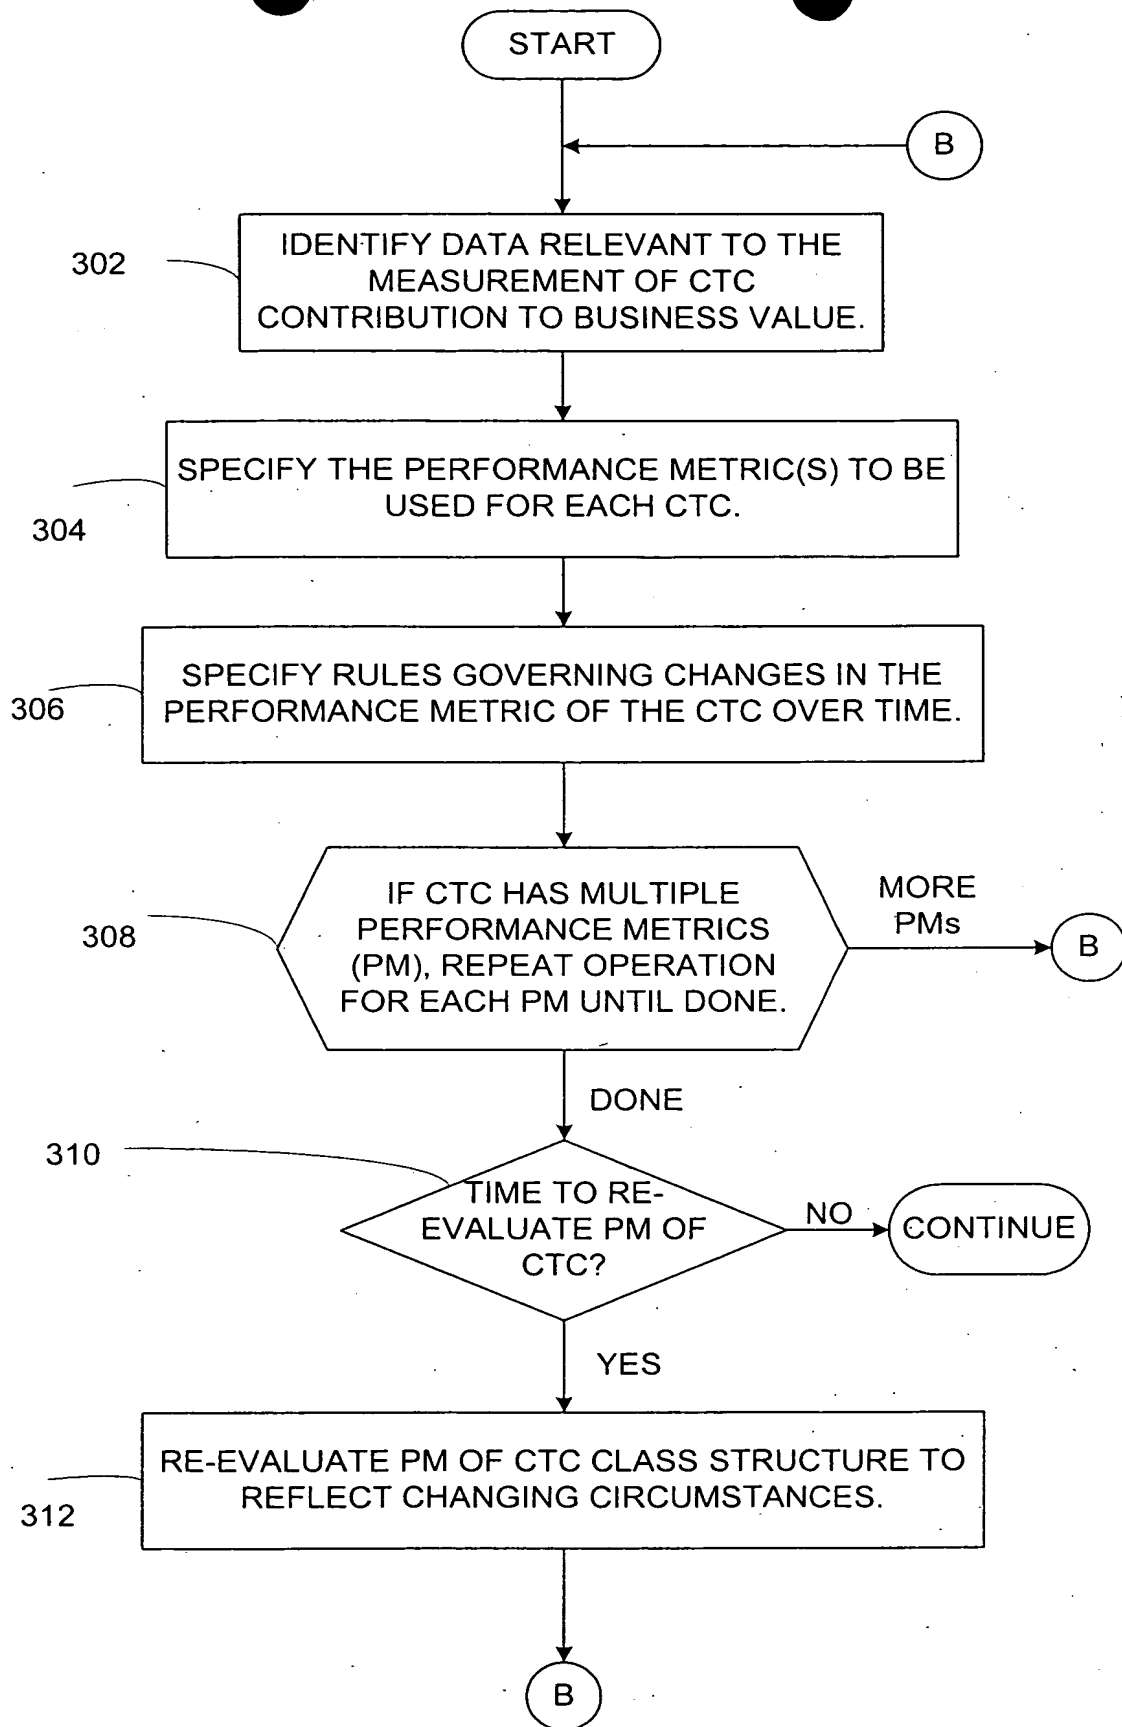 START
B
302
IDENTIFY DATA RELEVANT TO THE
MEASUREMENT OF CTC
CONTRIBUTION TO BUSINESS VALUE.
304
SPECIFY THE PERFORMANCE METRIC(S) TO BE
USED FOR EACH CTC.
306
SPECIFY RULES GOVERNING CHANGES IN THE
PERFORMANCE METRIC OF THE CTC OVER TIME.
308
IF CTC HAS MULTIPLE
PERFORMANCE METRICS
(PM), REPEAT OPERATION
FOR EACH PM UNTIL DONE.
MORE
PMs
B
DONE
310
TIME TO RE-
EVALUATE PM OF
CTC?
NO
CONTINUE
YES
312
RE-EVALUATE PM OF CTC CLASS STRUCTURE TO
REFLECT CHANGING CIRCUMSTANCES.
B